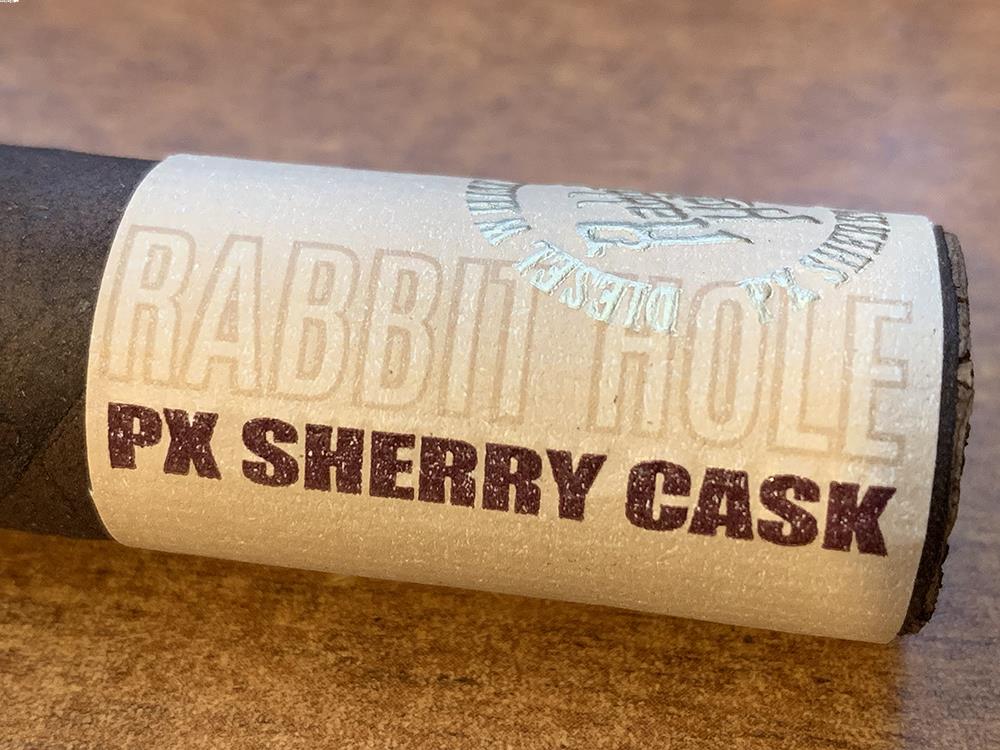 RABBIT HOLE
PX SHERRY CASK
DIESEL
PX SHERRY